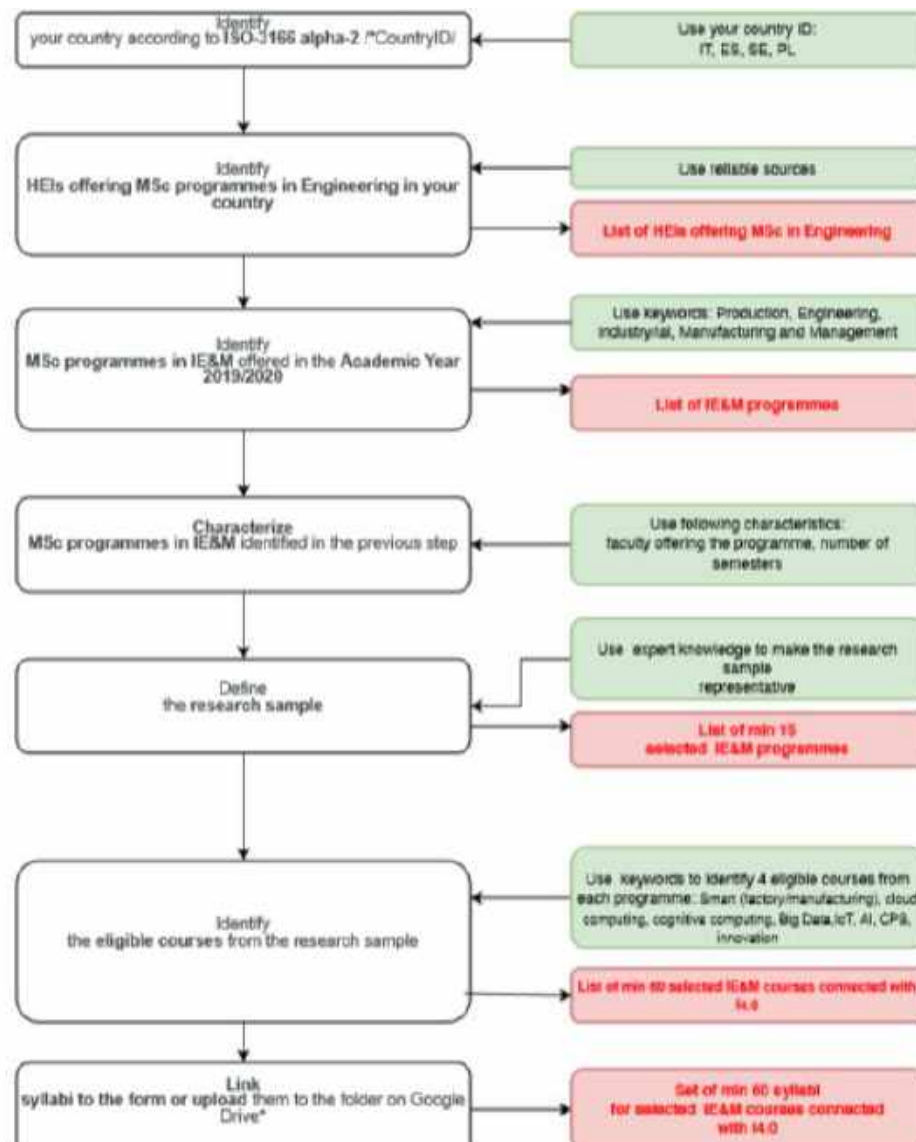 Identify
your country according to ISO-3166 alpha-2 /*CountryID/
Use your country ID:
IT, ES, SE, PL
Identify
HEIs offering MSc programmes in Engineering in your
country
Use reliable sources
List of HEIs offering MSc in Engineering
Identify
MSc programmes in IE&M offered in the Academic Year
2019/2020
Use keywords: Production, Engineering,
Industry/ial, Manufacturing and Management
List of IE&M programmes
Characterize
MSc programmes in IE&M identified in the previous step
Use following characteristics:
faculty offering the programme, number of
semesters
Define
the research sample
Use expert knowledge to make the research
sample
representative
List of min 15
selected IE&M programmes
Identify
the eligible courses from the research sample
Use keywords to identify 4 eligible courses from
each programme: Smart (factory/manufacturing), cloud
computing, cognitive computing, Big Data,IoT, AI, CPS,
innovation
List of min 60 selected IE&M courses connected with
I4.0
Link
syllabi to the form or upload them to the folder on Google
Drive*
Set of min 60 syllabi
for selected IE&M courses connected
with I4.0